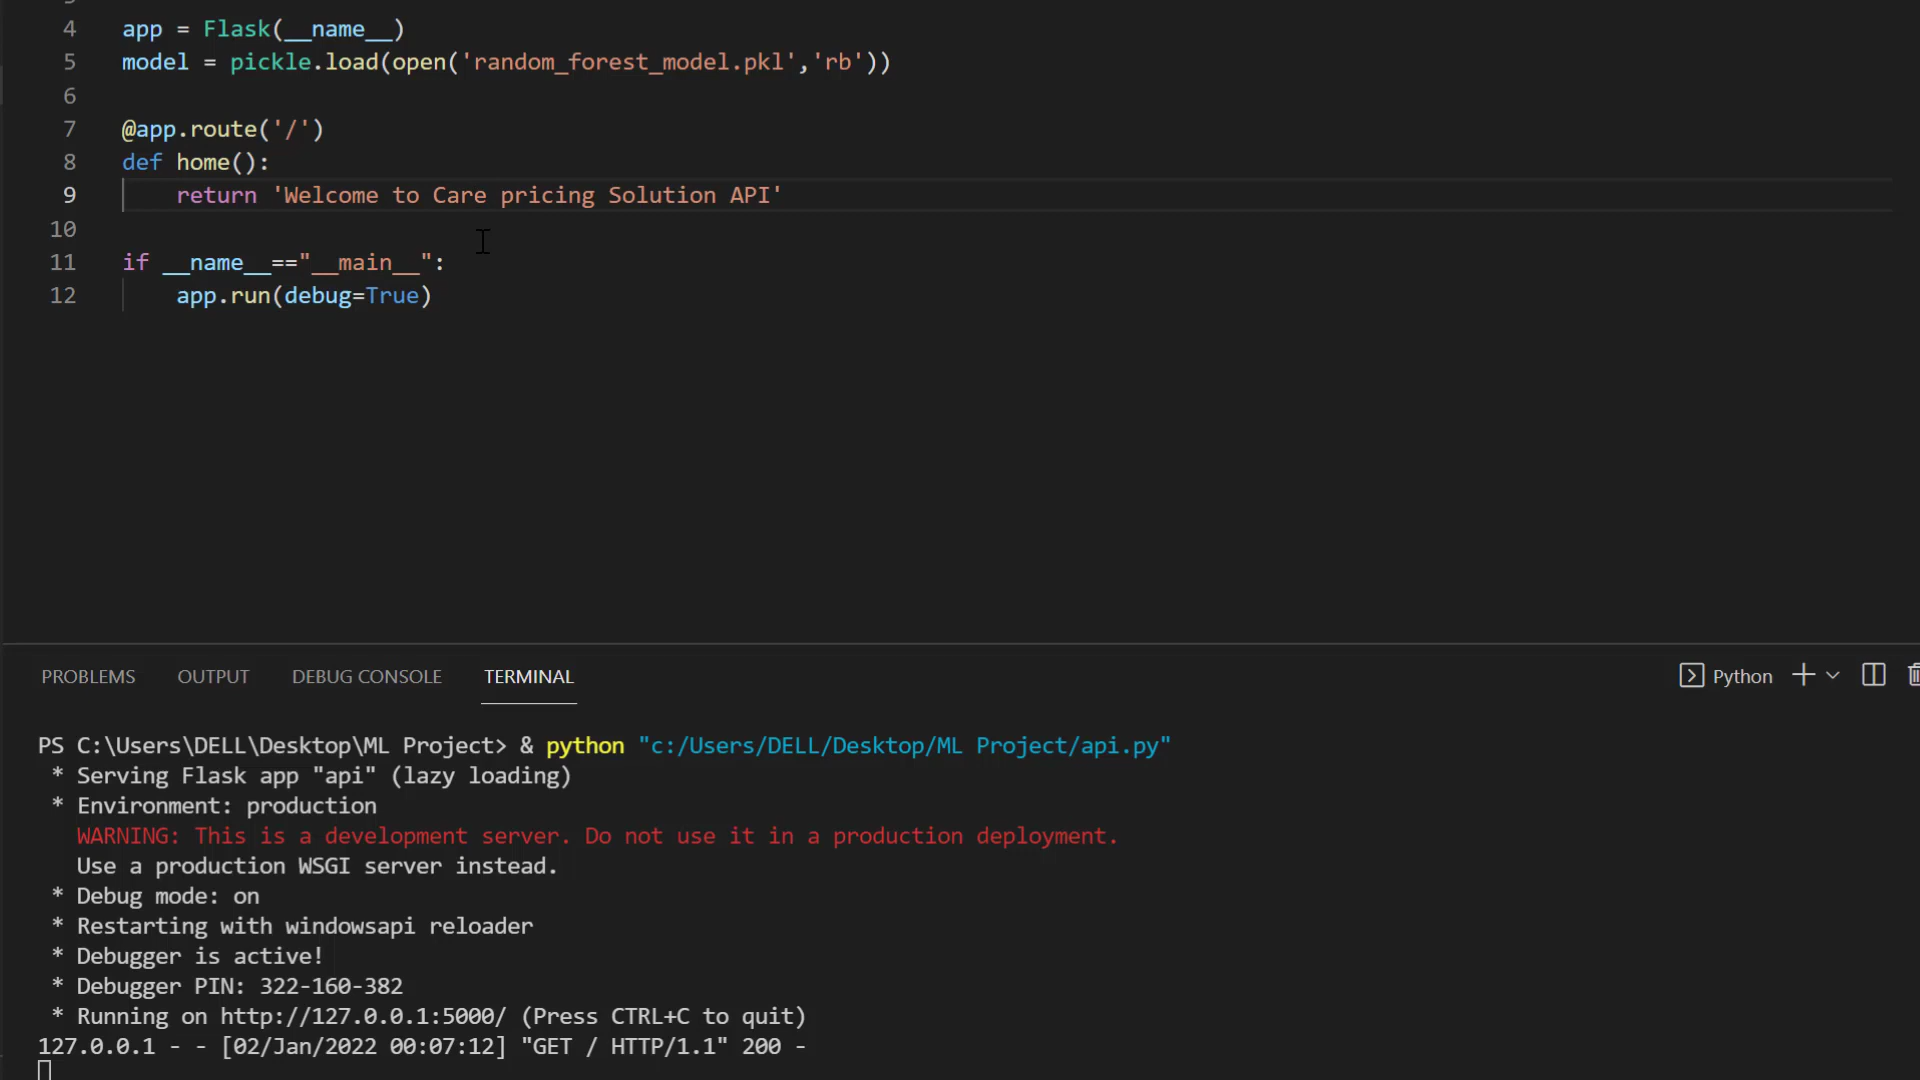 4 app = Flask(__name__)
5 model = pickle.load(open('random_forest_model.pkl','rb'))
6
7 @app.route('/')
8 def home():
9 return 'Welcome to Care pricing Solution API'
10
11 if __name__=="__main__":
12 app.run(debug=True)
PROBLEMS OUTPUT DEBUG CONSOLE TERMINAL Python
PS C:\Users\DELL\Desktop\ML Project> & python "c:/Users/DELL/Desktop/ML Project/api.py"
* Serving Flask app "api" (lazy loading)
* Environment: production
WARNING: This is a development server. Do not use it in a production deployment.
Use a production WSGI server instead.
* Debug mode: on
* Restarting with windowsapi reloader
* Debugger is active!
* Debugger PIN: 322-160-382
* Running on http://127.0.0.1:5000/ (Press CTRL+C to quit)
127.0.0.1 - - [02/Jan/2022 00:07:12] "GET / HTTP/1.1" 200 -